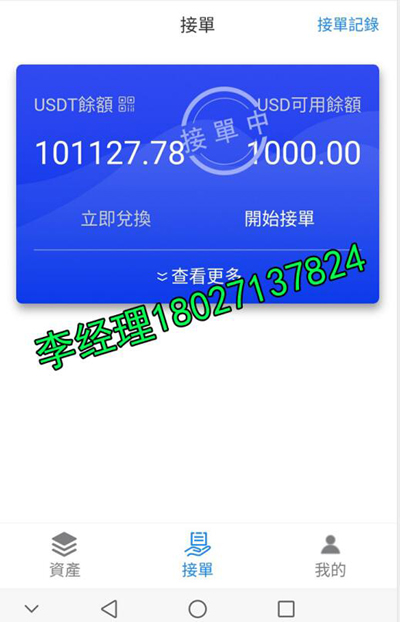 接單
接單記錄
USDT餘額
USD可用餘額
接單中
101127.78
1000.00
立即兌換
開始接單
查看更多
李经理18027137824
資產
接單
我的